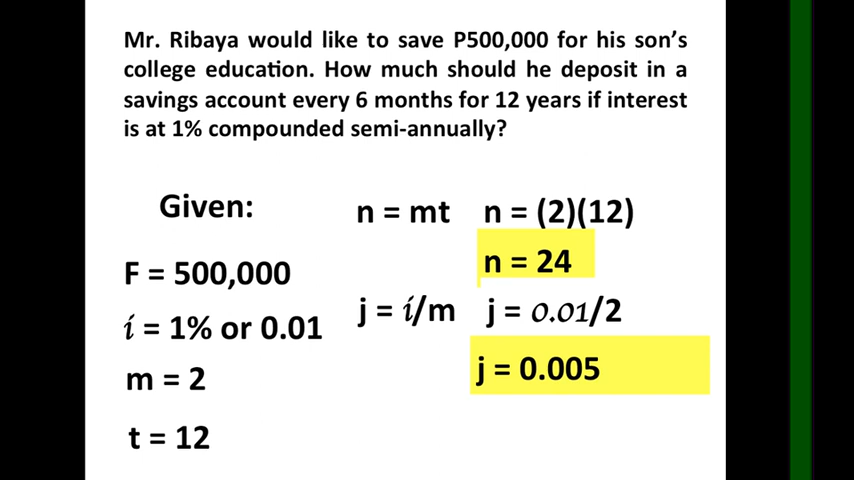 Mr. Ribaya would like to save P500,000 for his son's
college education. How much should he deposit in a
savings account every 6 months for 12 years if interest
is at 1% compounded semi-annually?
Given:
F = 500,000
i = 1% or 0.01
m = 2
t = 12
n = mt n = (2)(12)
n = 24
j = i/m j = 0.01/2
j = 0.005